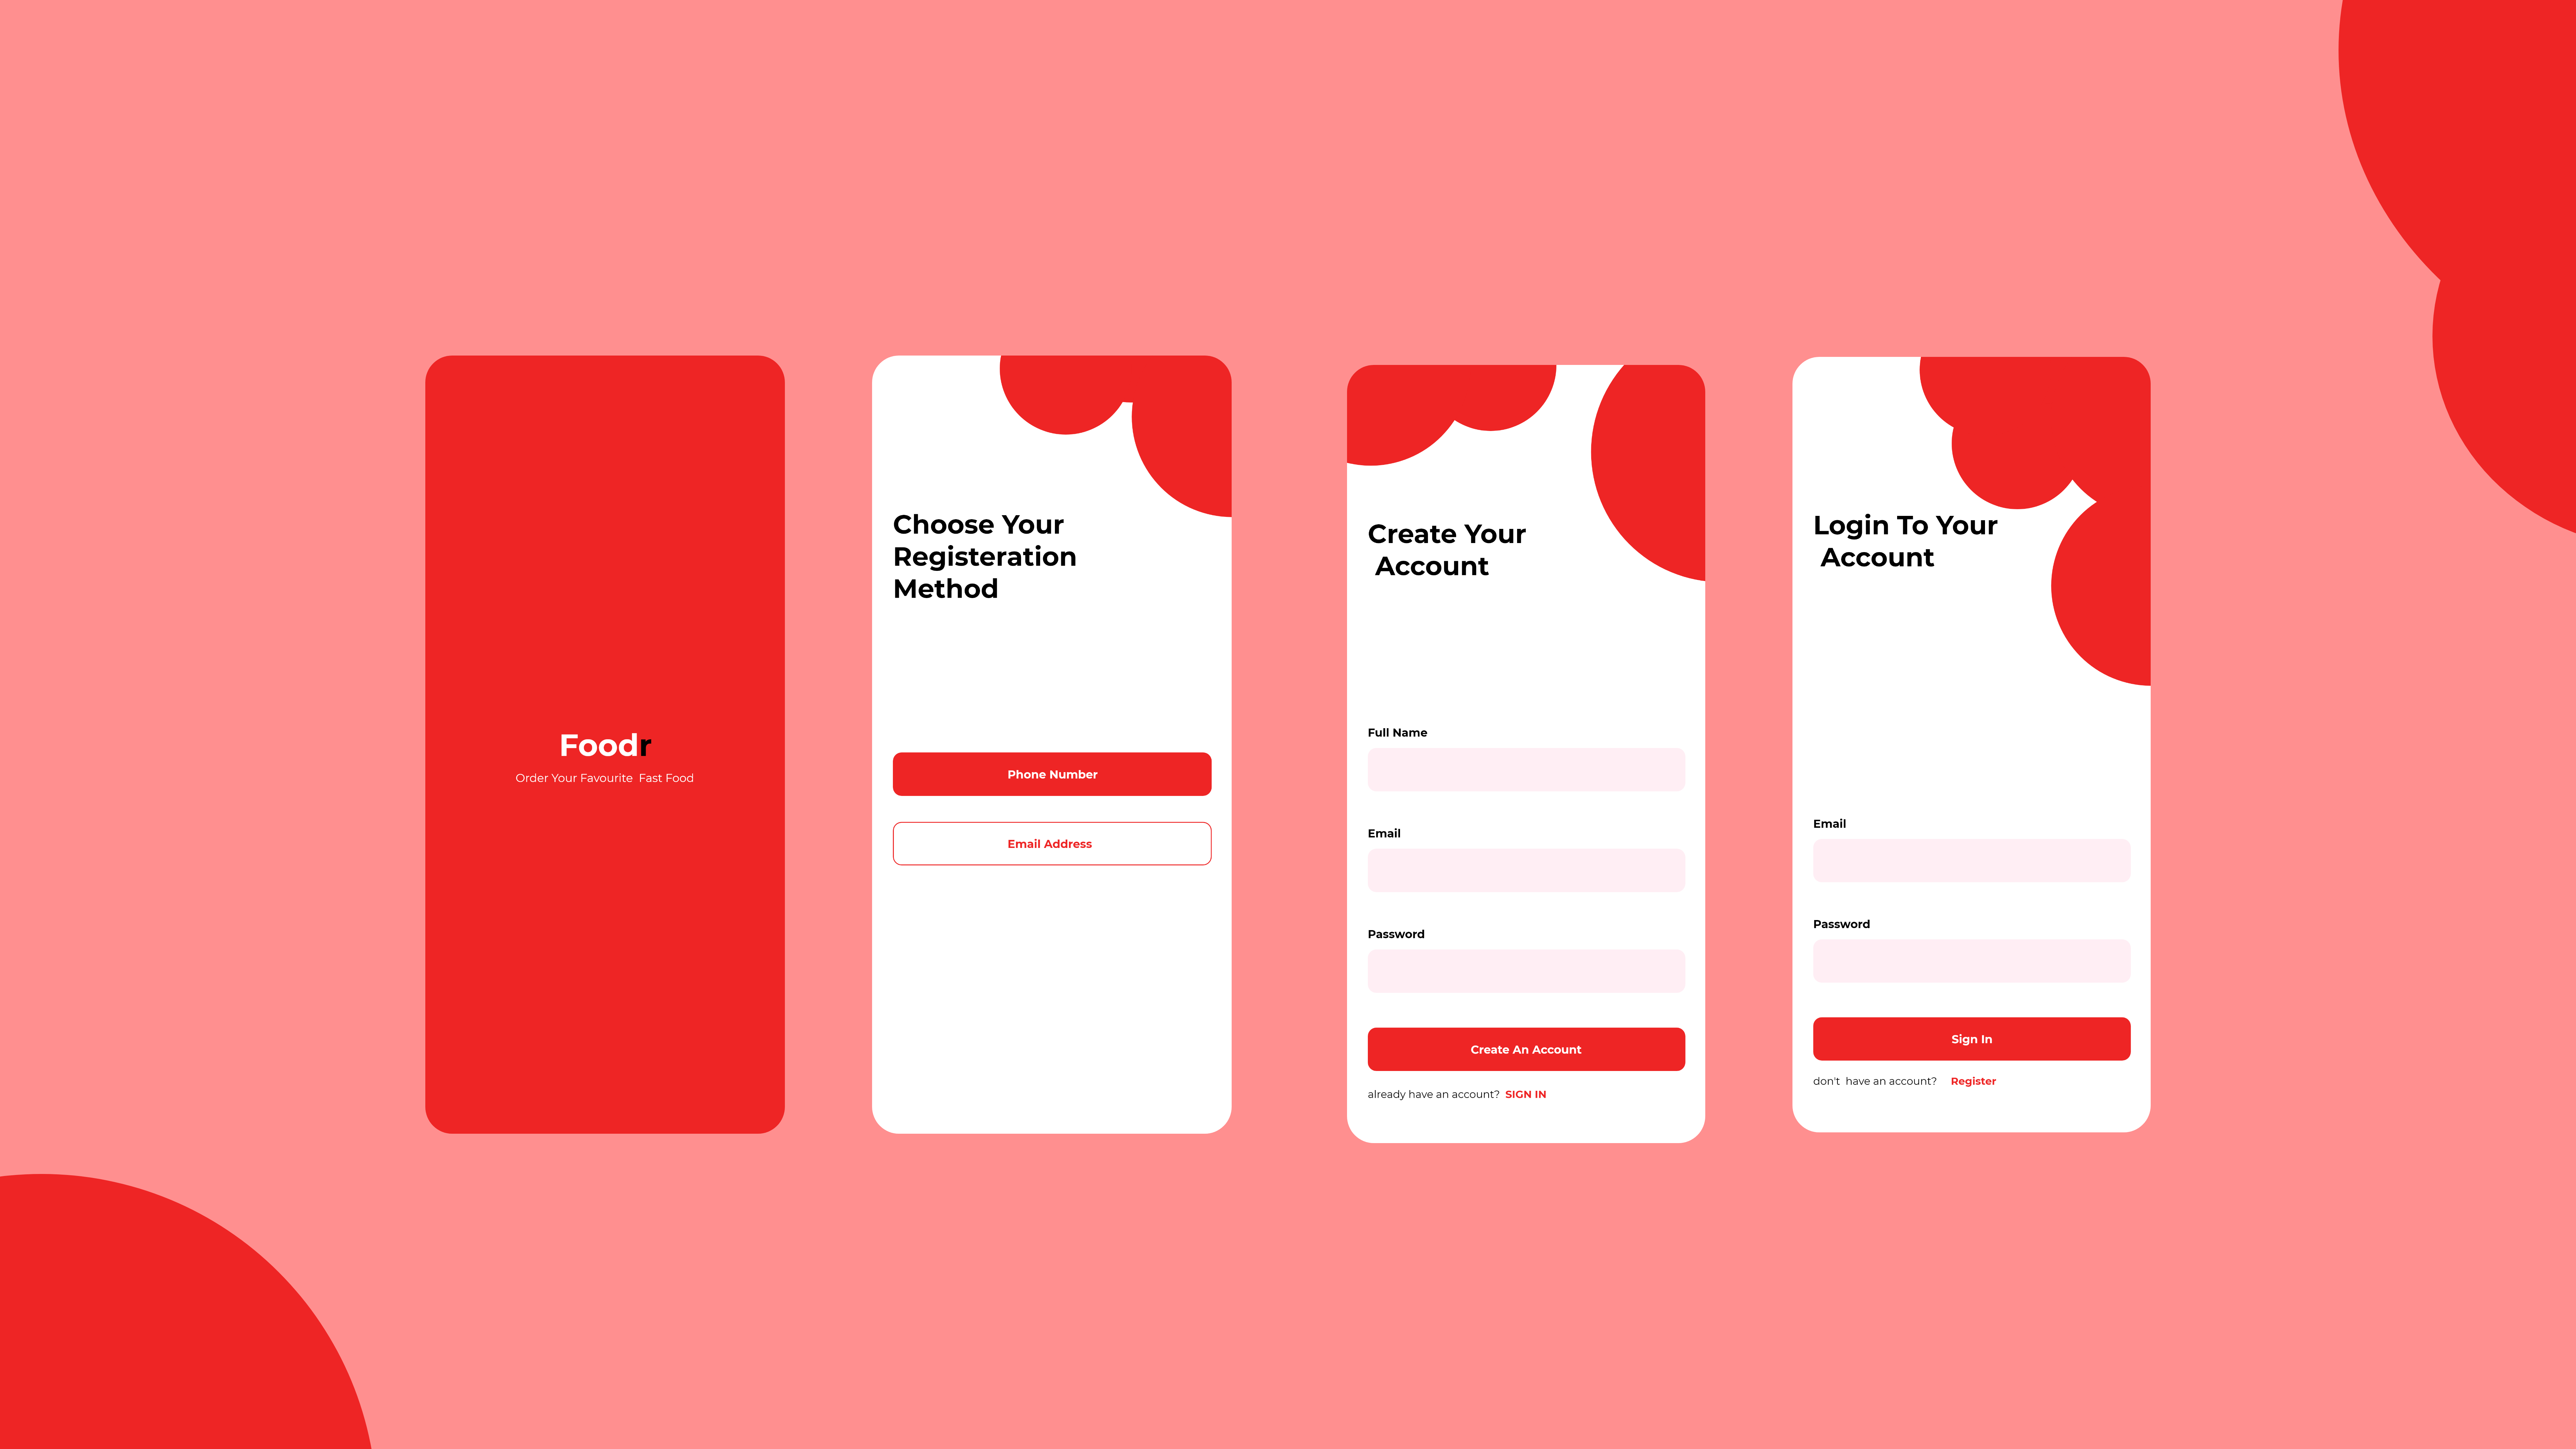 Foodr
Order Your Favourite  Fast Food
Choose Your
Registeration
Method
Phone Number
Email Address
Create Your
Account
Full Name
Email
Password
Create An Account
already have an account?  SIGN IN
Login To Your
Account
Email
Password
Sign In
don't  have an account?  Register